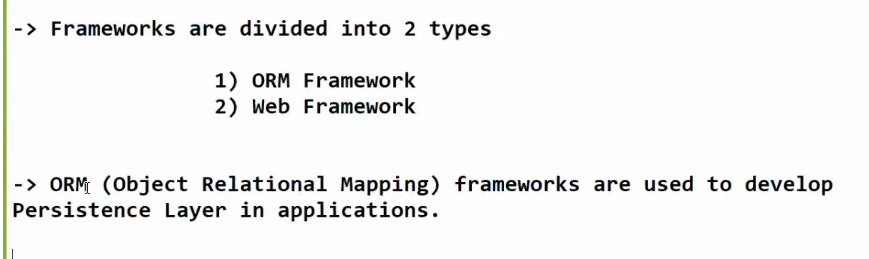 -> Frameworks are divided into 2 types
1) ORM Framework
2) Web Framework
-> ORM (Object Relational Mapping) frameworks are used to develop
Persistence Layer in applications.